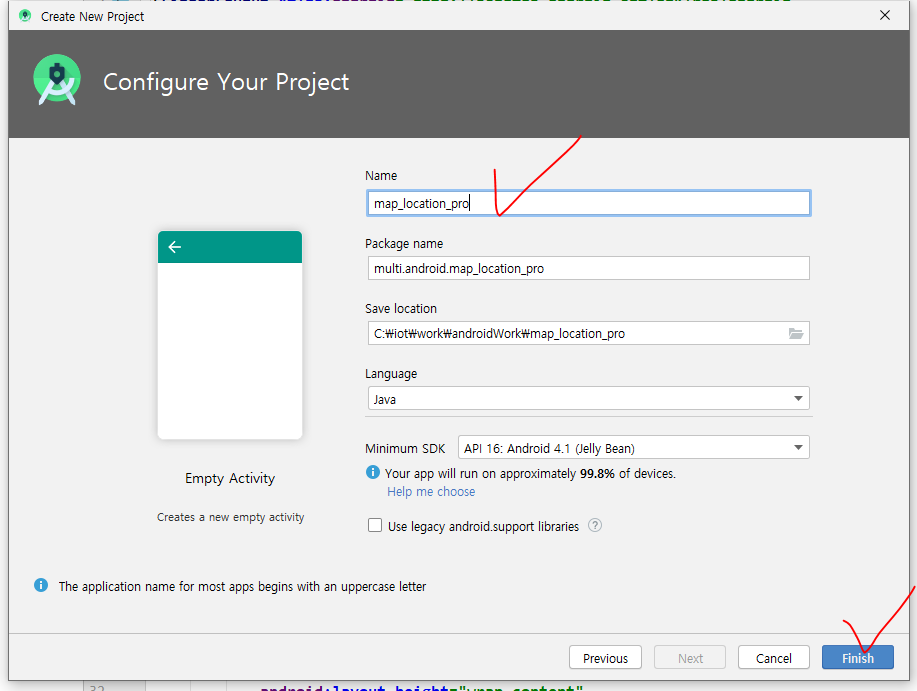 Create New Project
Configure Your Project
Name
map_location_pro
Package name
multi.android.map_location_pro
Save location
C:₩iot₩work₩androidWork₩map_location_pro
Language
Java
Minimum SDK API 16: Android 4.1 (Jelly Bean)
Your app will run on approximately 99.8% of devices.
Help me choose
Use legacy android.support libraries ?
Empty Activity
Creates a new empty activity
The application name for most apps begins with an uppercase letter
Previous Next Cancel Finish
32 android:layout_height="wrap_content"